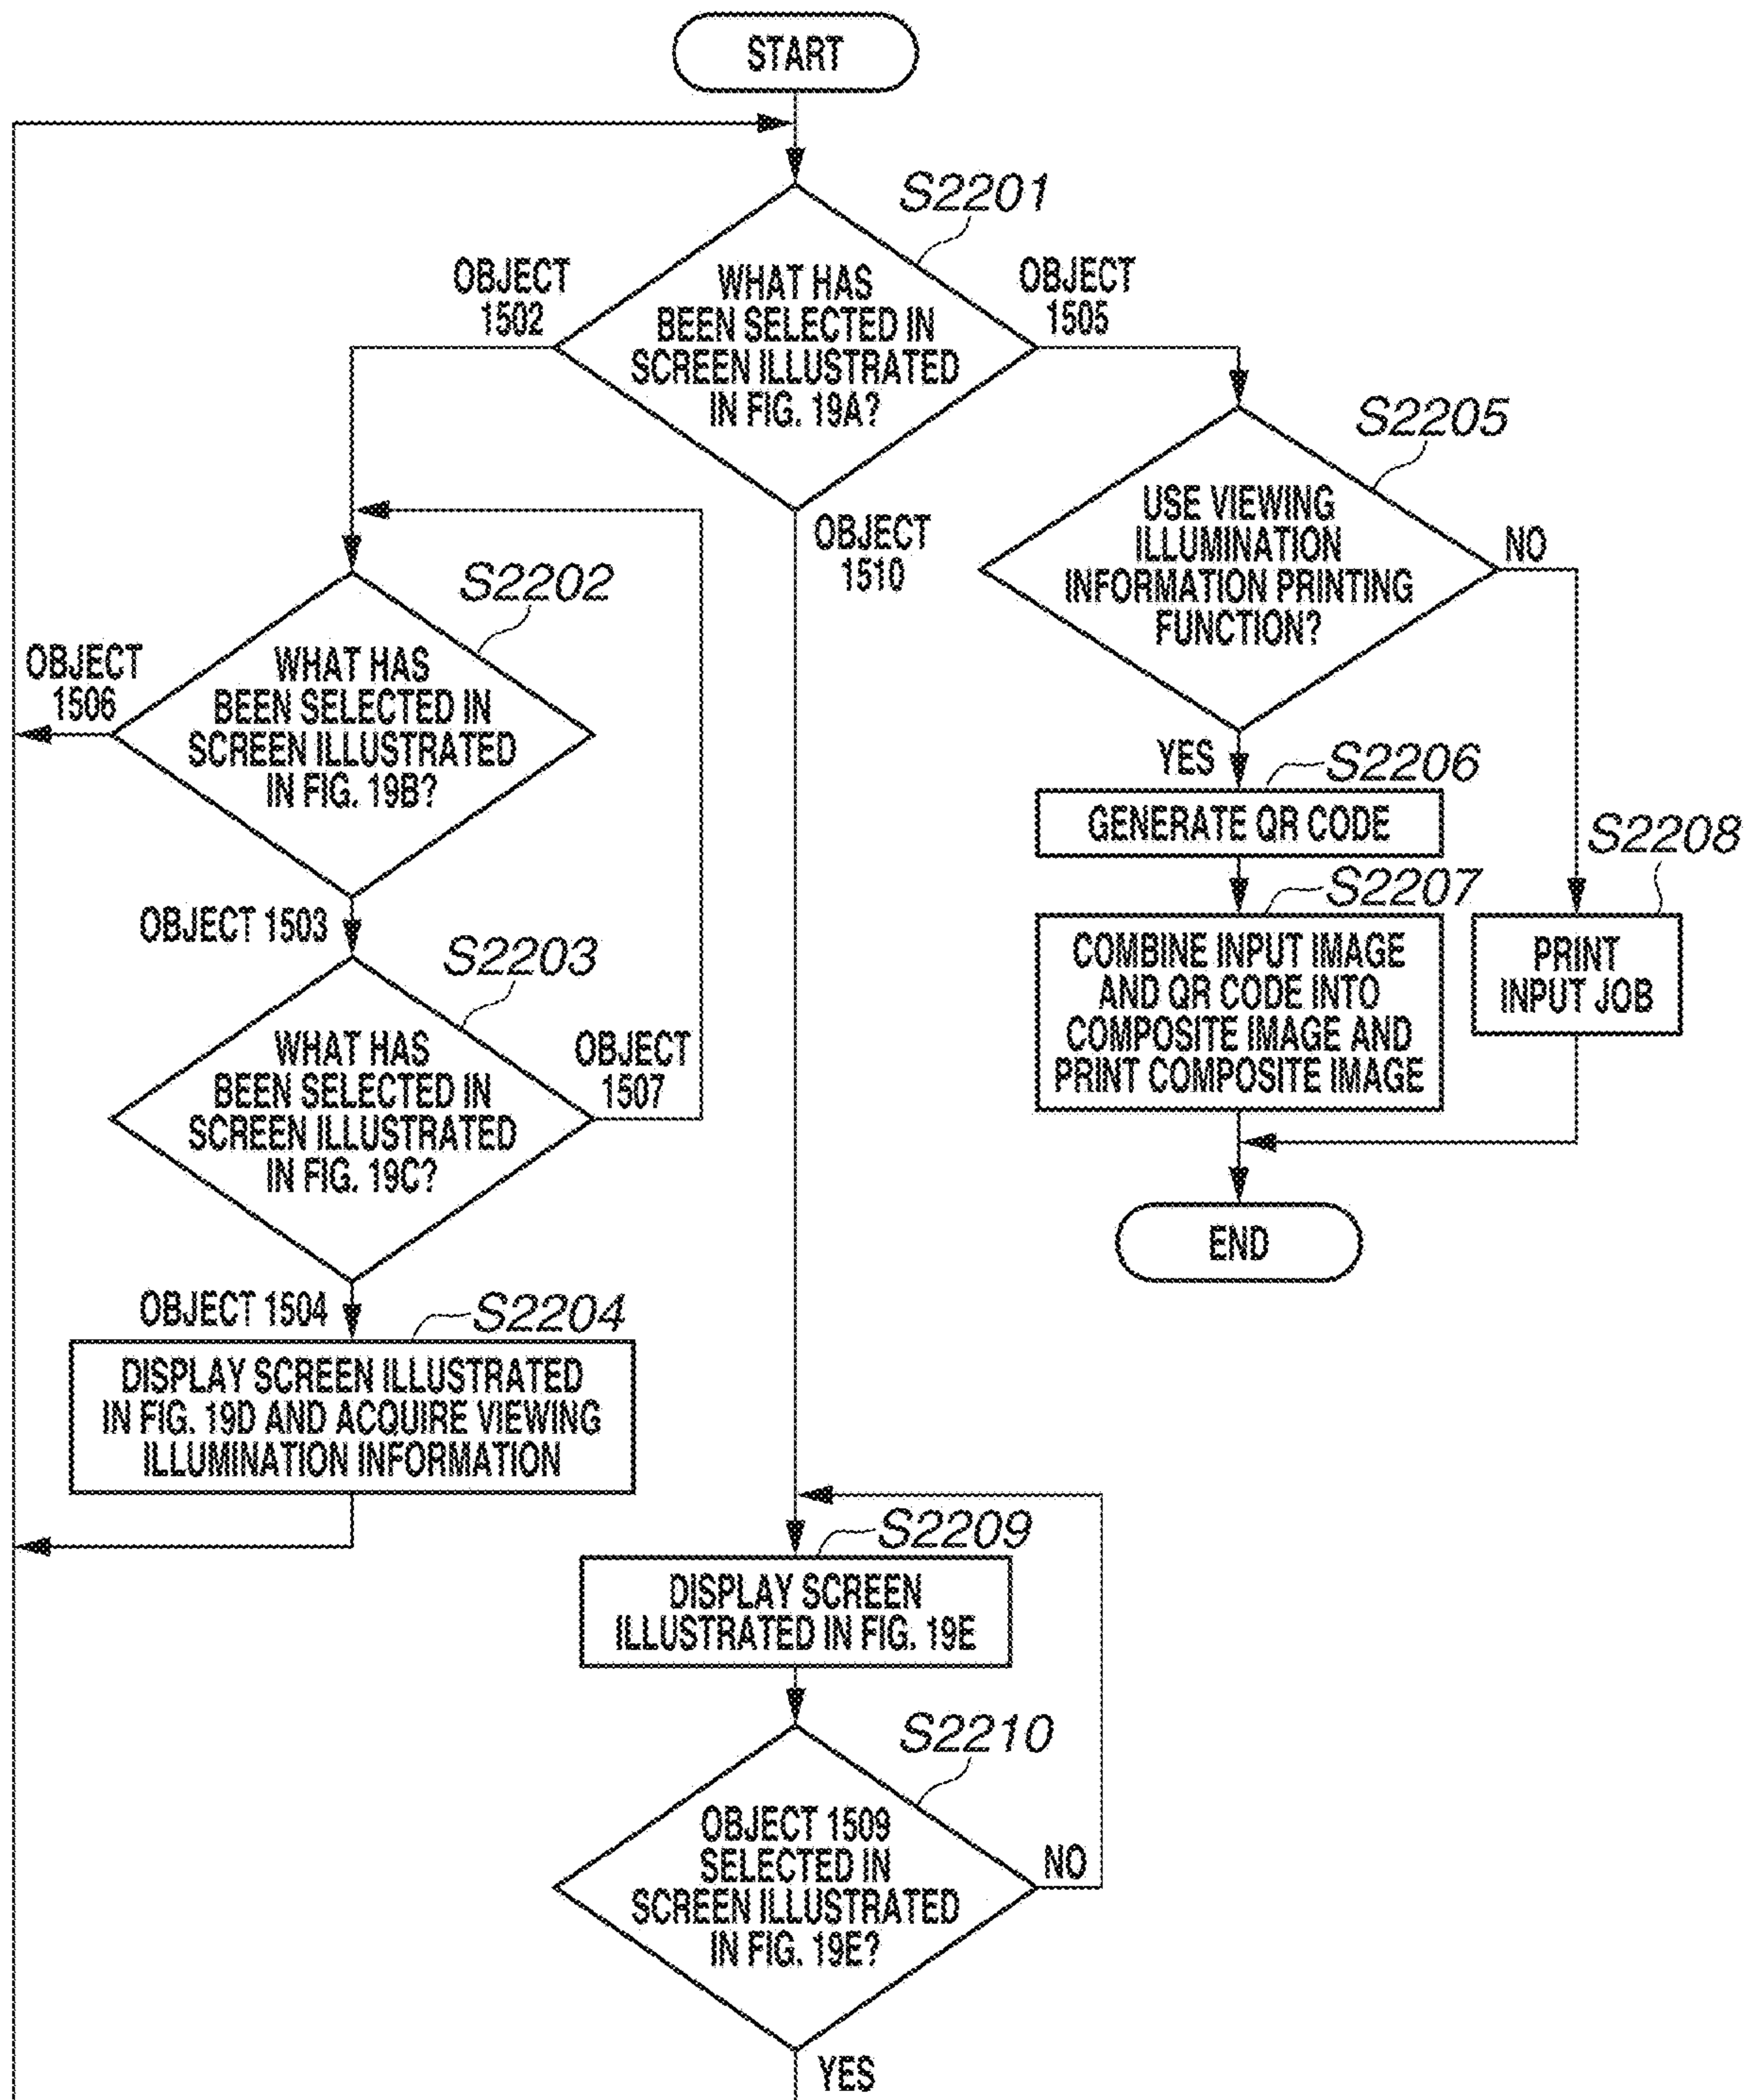 START
S2201
OBJECT
1502
WHAT HAS
BEEN SELECTED IN
SCREEN ILLUSTRATED
IN FIG. 19A?
OBJECT
1505
OBJECT
1510
S2205
USE VIEWING
ILLUMINATION
INFORMATION PRINTING
FUNCTION?
NO
YES
S2202
OBJECT
1506
WHAT HAS
BEEN SELECTED IN
SCREEN ILLUSTRATED
IN FIG. 19B?
OBJECT 1503
S2206
GENERATE QR CODE
S2207
COMBINE INPUT IMAGE
AND QR CODE INTO
COMPOSITE IMAGE AND
PRINT COMPOSITE IMAGE
S2208
PRINT
INPUT JOB
END
S2203
WHAT HAS
BEEN SELECTED IN
SCREEN ILLUSTRATED
IN FIG. 19C?
OBJECT
1507
OBJECT 1504
S2204
DISPLAY SCREEN ILLUSTRATED
IN FIG. 19D AND ACQUIRE VIEWING
ILLUMINATION INFORMATION
S2209
DISPLAY SCREEN
ILLUSTRATED IN FIG. 19E
S2210
OBJECT 1509
SELECTED IN
SCREEN ILLUSTRATED
IN FIG. 19E?
NO
YES